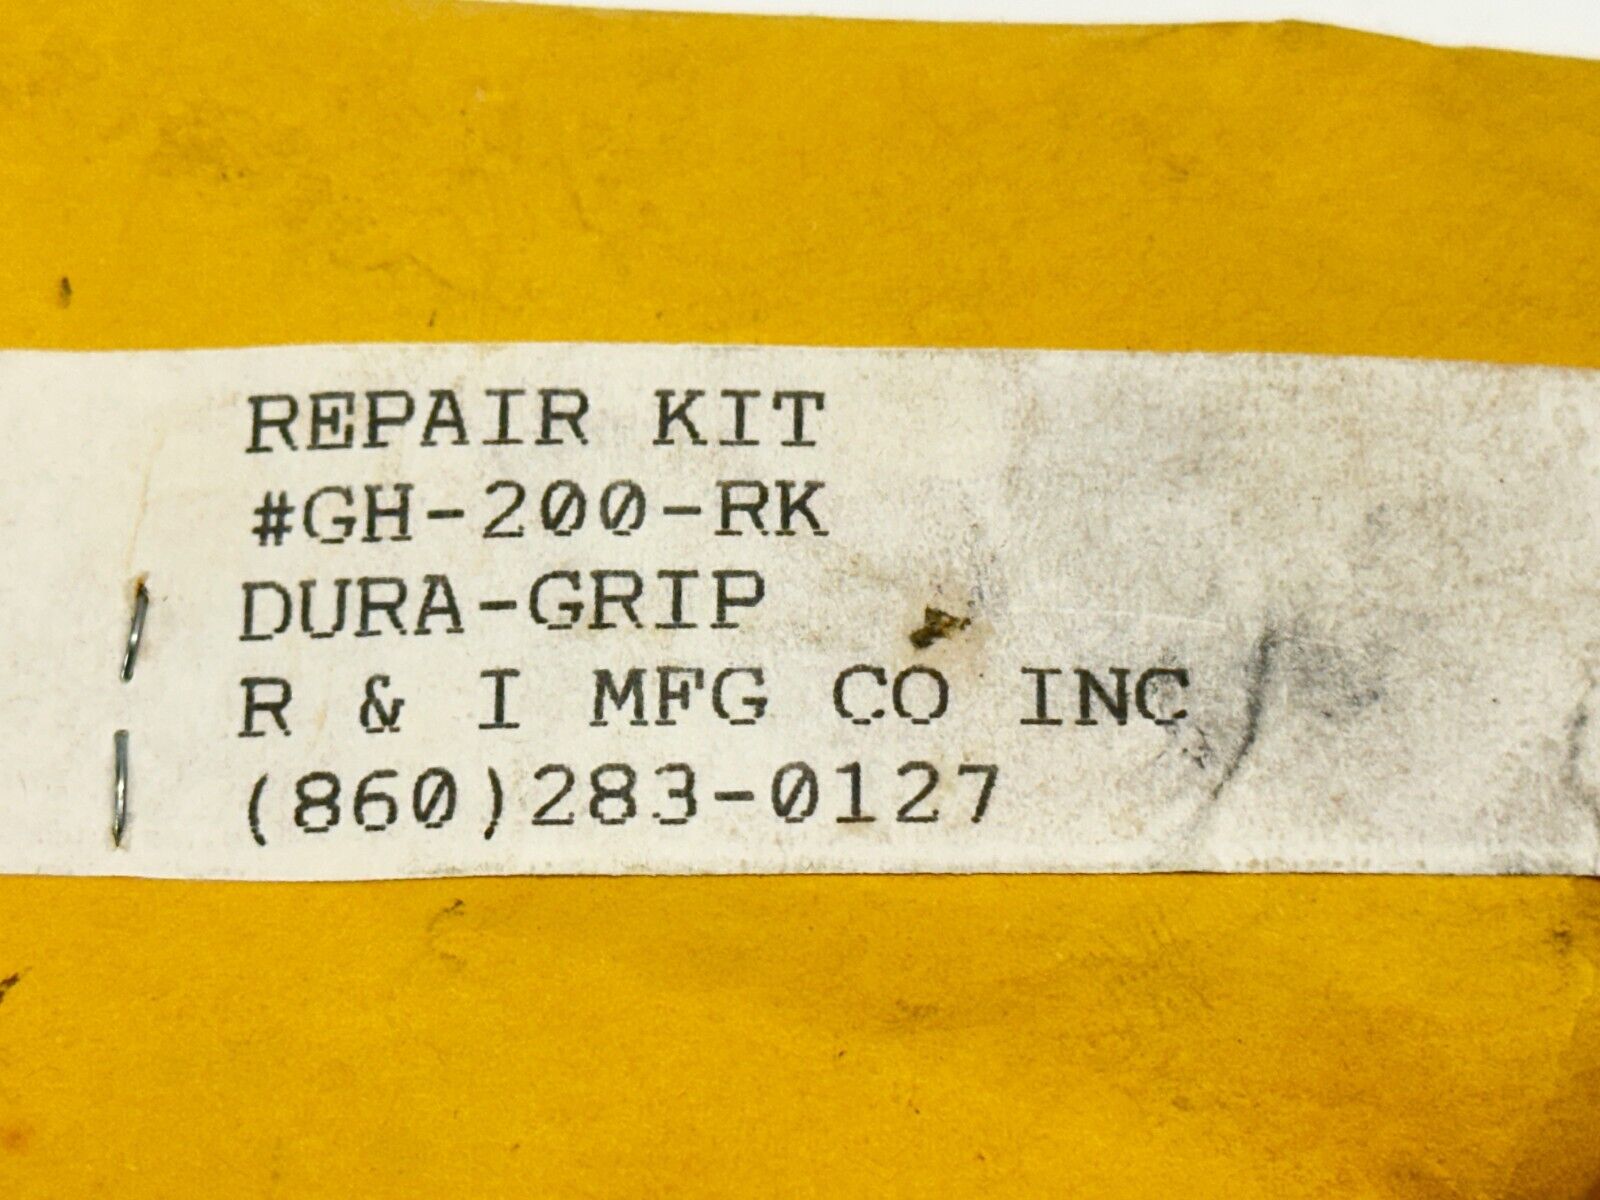 REPAIR KIT
#GH-200-RK
DURA-GRIP
R & I MFG CO INC
(860)283-0127